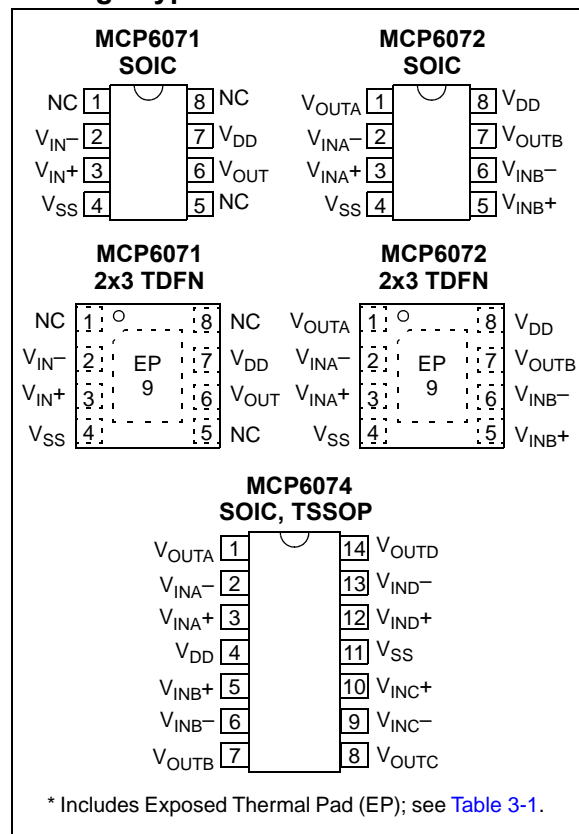 MCP6071
SOIC
NC 1
8 NC
VIN– 2
7 VDD
VIN+ 3
6 VOUT
VSS 4
5 NC
MCP6072
SOIC
VOUTA 1
8 VDD
VINA– 2
7 VOUTB
VINA+ 3
6 VINB–
VSS 4
5 VINB+
MCP6071
2x3 TDFN
NC 1
8 NC
VIN– 2
7 VDD
VIN+ 3
6 VOUT
VSS 4
5 NC
EP
9
MCP6072
2x3 TDFN
VOUTA 1
8 VDD
VINA– 2
7 VOUTB
VINA+ 3
6 VINB–
VSS 4
5 VINB+
EP
9
MCP6074
SOIC, TSSOP
VOUTA 1
14 VOUTD
VINA– 2
13 VIND–
VINA+ 3
12 VIND+
VDD 4
11 VSS
VINB+ 5
10 VINC+
VINB– 6
9 VINC–
VOUTB 7
8 VOUTC
* Includes Exposed Thermal Pad (EP); see Table 3-1.